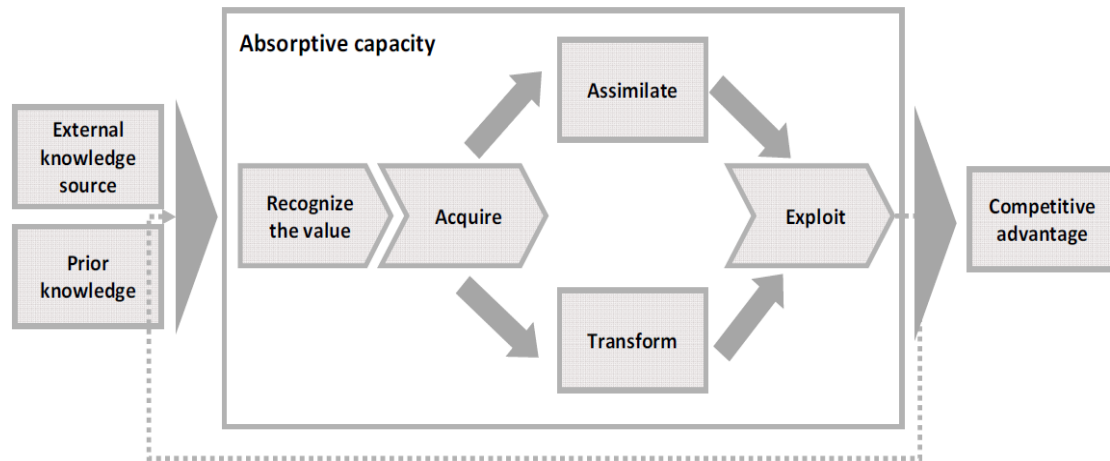 Absorptive capacity
External
knowledge
source
Prior
knowledge
Recognize
the value
Acquire
Assimilate
Transform
Exploit
Competitive
advantage